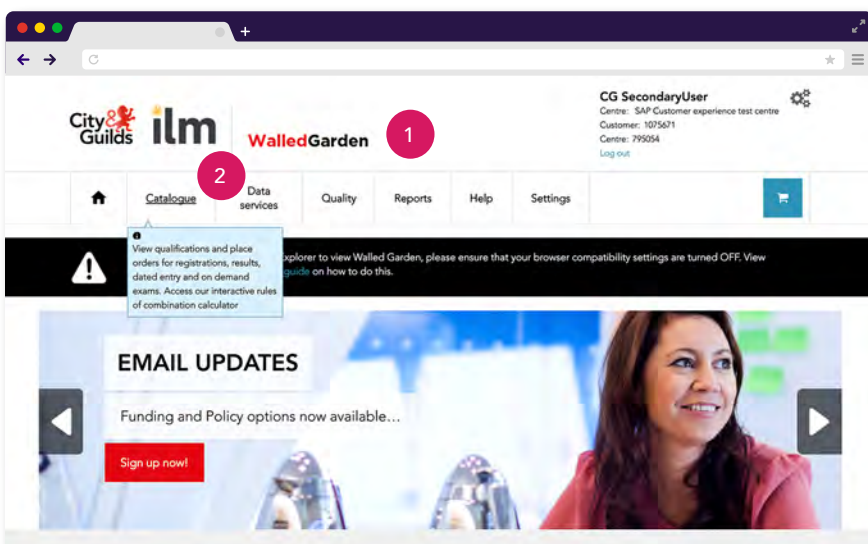 CG SecondaryUser
Centre: SAP Customer experience test centre
Customer: 1075671
Centre: 795054
Log out
City & Guilds
ilm
WalledGarden
1
2
Catalogue
Data services
Quality
Reports
Help
Settings
View qualifications and place
orders for registrations, results,
dated entry and on demand
exams. Access our interactive rules
of combination calculator
xplorer to view Walled Garden, please ensure that your browser compatibility settings are turned OFF. View
guide on how to do this.
EMAIL UPDATES
Funding and Policy options now available...
Sign up now!